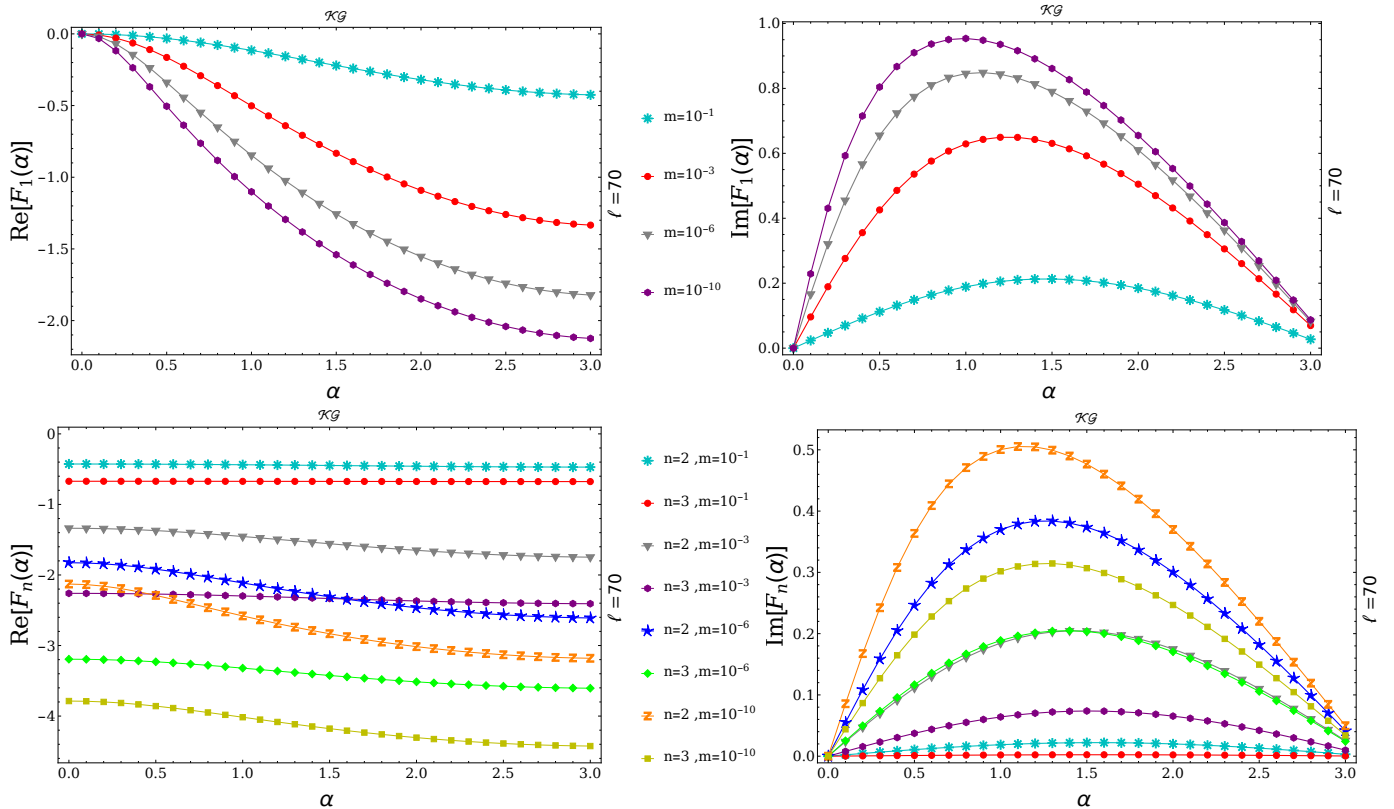 𝒦𝒢
Re[F₁(α)]
0.0
−0.5
−1.0
−1.5
−2.0
0.0 0.5 1.0 1.5 2.0 2.5 3.0
α
m=10⁻¹
m=10⁻³
m=10⁻⁶
m=10⁻¹⁰
ℓ=70
𝒦𝒢
Im[F₁(α)]
1.0
0.8
0.6
0.4
0.2
0.0
0.0 0.5 1.0 1.5 2.0 2.5 3.0
α
ℓ=70
𝒦𝒢
Re[Fₙ(α)]
0
−1
−2
−3
−4
0.0 0.5 1.0 1.5 2.0 2.5 3.0
α
n=2 ,m=10⁻¹
n=3 ,m=10⁻¹
n=2 ,m=10⁻³
n=3 ,m=10⁻³
n=2 ,m=10⁻⁶
n=3 ,m=10⁻⁶
n=2 ,m=10⁻¹⁰
n=3 ,m=10⁻¹⁰
ℓ=70
𝒦𝒢
Im[Fₙ(α)]
0.5
0.4
0.3
0.2
0.1
0.0
0.0 0.5 1.0 1.5 2.0 2.5 3.0
α
ℓ=70